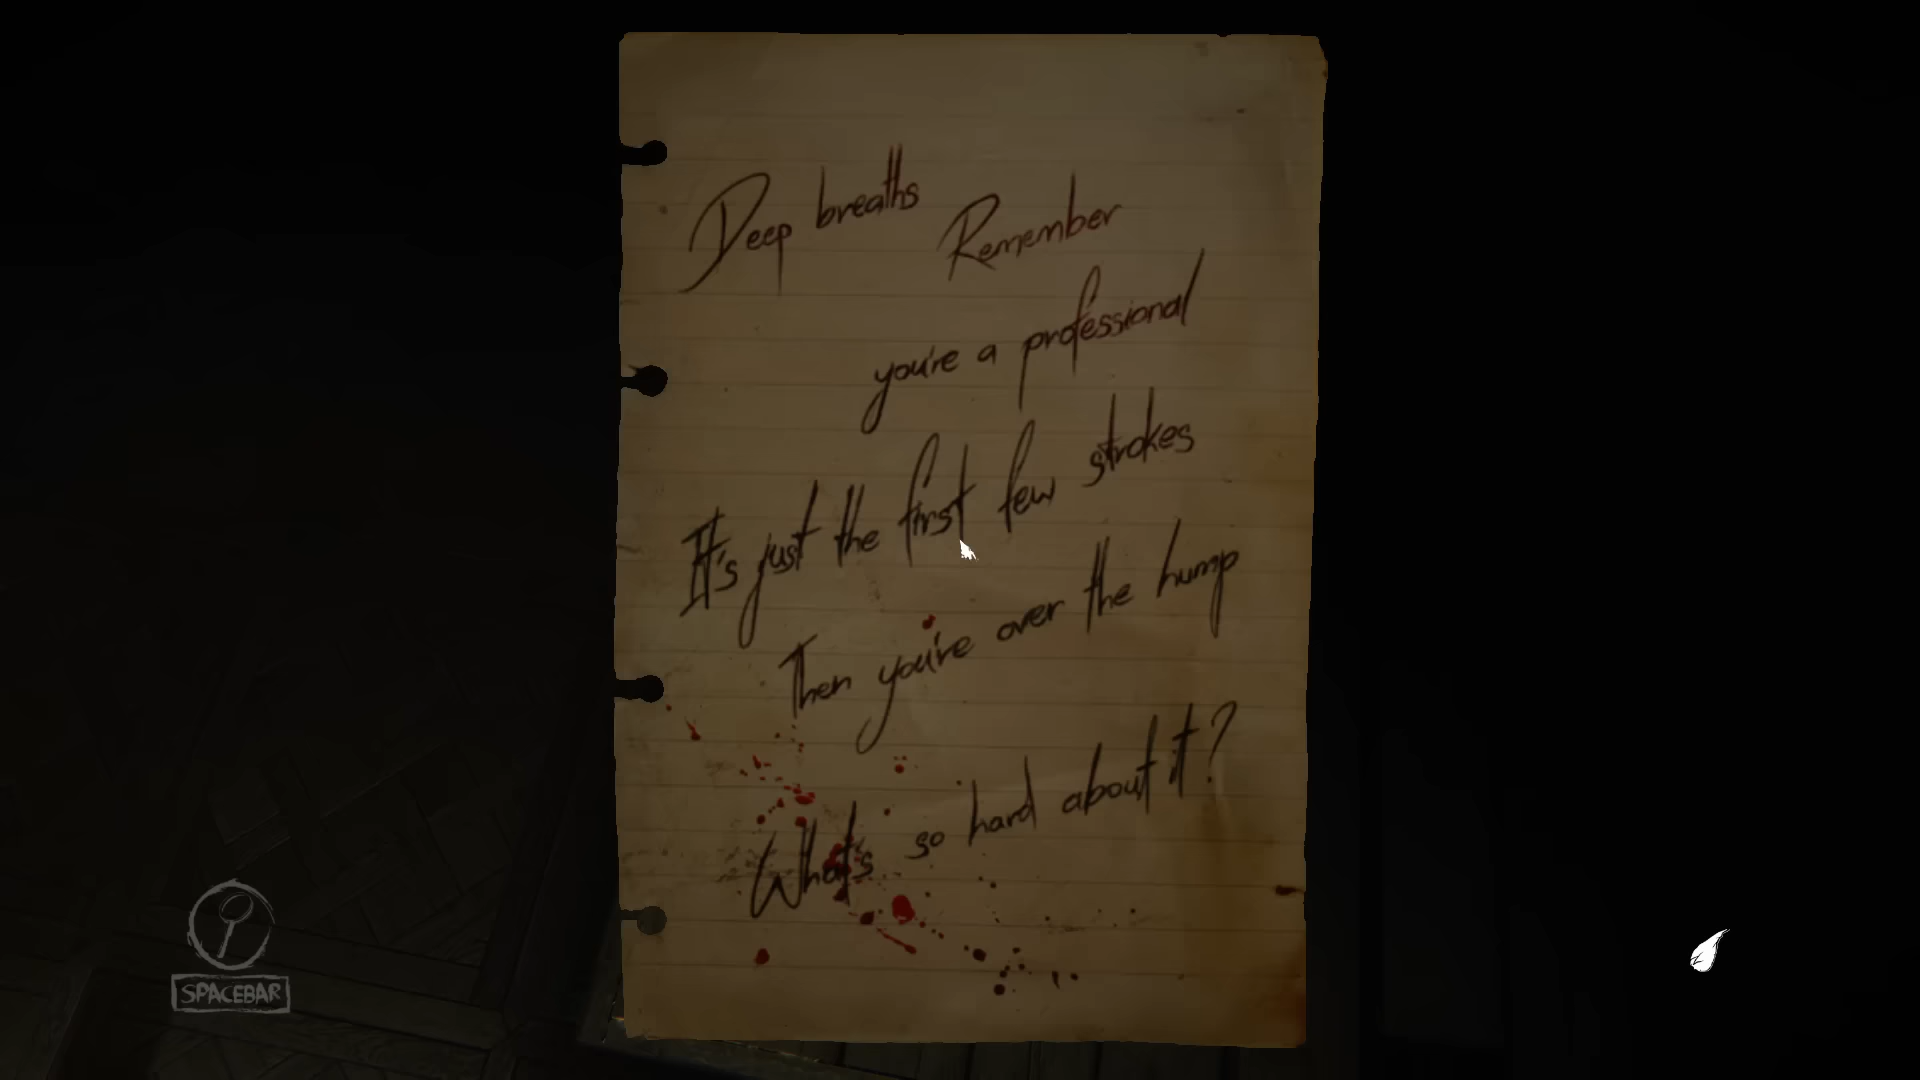 Deep breaths
Remember
you're a professional
It's just the first few strokes
Then you're over the hump
What's so hard about it?
SPACEBAR